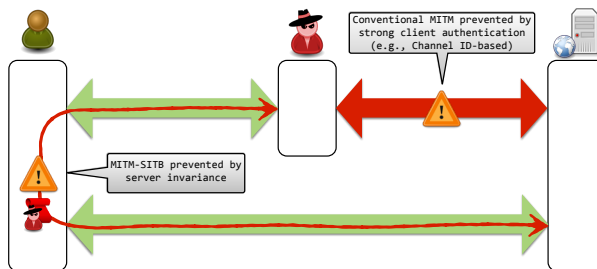 Conventional MITM prevented by
strong client authentication
(e.g., Channel ID-based)
MITM-SITB prevented by
server invariance